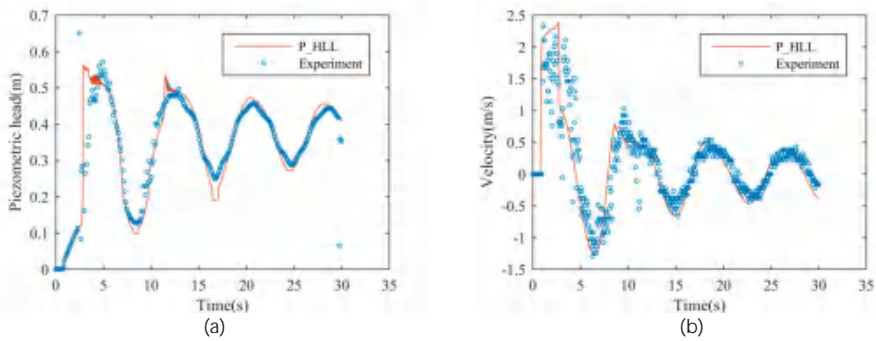 0.7
0.6
0.5
0.4
0.3
0.2
0.1
0
Piezometric head(m)
P_HLL
Experiment
0 5 10 15 20 25 30 35
Time(s)
(a)
2.5
2
1.5
1
0.5
0
-0.5
-1
-1.5
Velocity(m/s)
P_HLL
Experiment
0 5 10 15 20 25 30 35
Time(s)
(b)